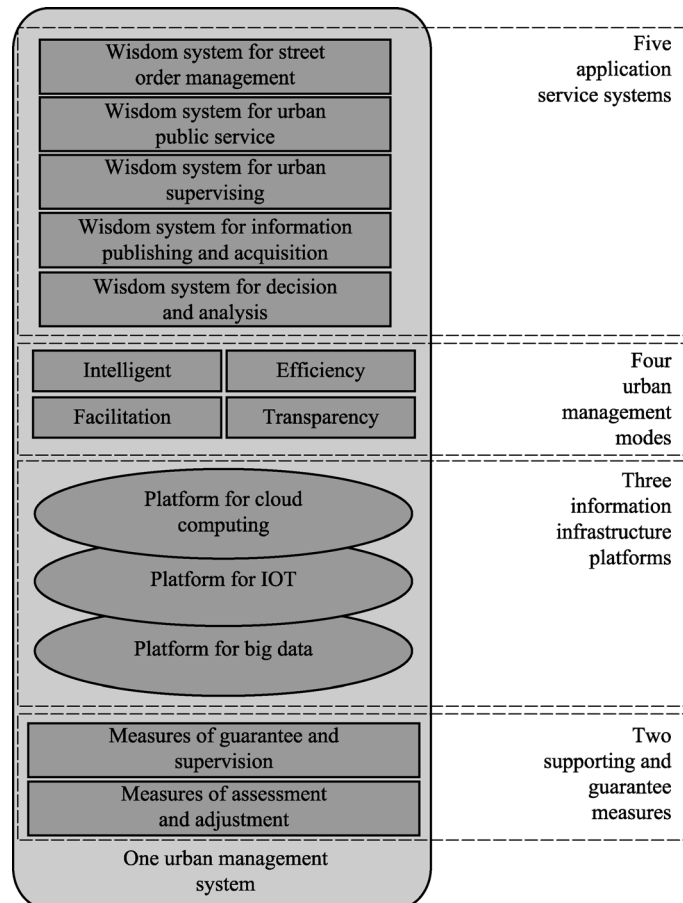 Wisdom system for street
order management
Wisdom system for urban
public service
Wisdom system for urban
supervising
Wisdom system for information
publishing and acquisition
Wisdom system for decision
and analysis
Five
application
service systems
Intelligent
Efficiency
Facilitation
Transparency
Four
urban
management
modes
Platform for cloud
computing
Platform for IOT
Platform for big data
Three
information
infrastructure
platforms
Measures of guarantee and
supervision
Measures of assessment
and adjustment
Two
supporting and
guarantee
measures
One urban management
system